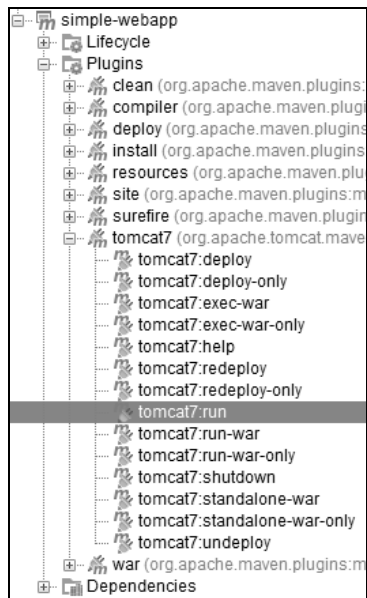 simple-webapp
Lifecycle
Plugins
clean (org.apache.maven.plugins:
compiler (org.apache.maven.plugi
deploy (org.apache.maven.plugins
install (org.apache.maven.plugins
resources (org.apache.maven.plu
site (org.apache.maven.plugins:m
surefire (org.apache.maven.plugin
tomcat7 (org.apache.tomcat.mave
tomcat7:deploy
tomcat7:deploy-only
tomcat7:exec-war
tomcat7:exec-war-only
tomcat7:help
tomcat7:redeploy
tomcat7:redeploy-only
tomcat7:run
tomcat7:run-war
tomcat7:run-war-only
tomcat7:shutdown
tomcat7:standalone-war
tomcat7:standalone-war-only
tomcat7:undeploy
war (org.apache.maven.plugins:m
Dependencies